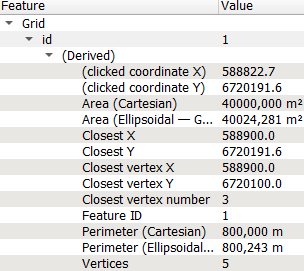 Feature Value
Grid
id 1
(Derived)
(clicked coordinate X) 588822.7
(clicked coordinate Y) 6720191.6
Area (Cartesian) 40000,000 m²
Area (Ellipsoidal — G... 40024,281 m²
Closest X 588900.0
Closest Y 6720191.6
Closest vertex X 588900.0
Closest vertex Y 6720100.0
Closest vertex number 3
Feature ID 1
Perimeter (Cartesian) 800,000 m
Perimeter (Ellipsoidal... 800,243 m
Vertices 5